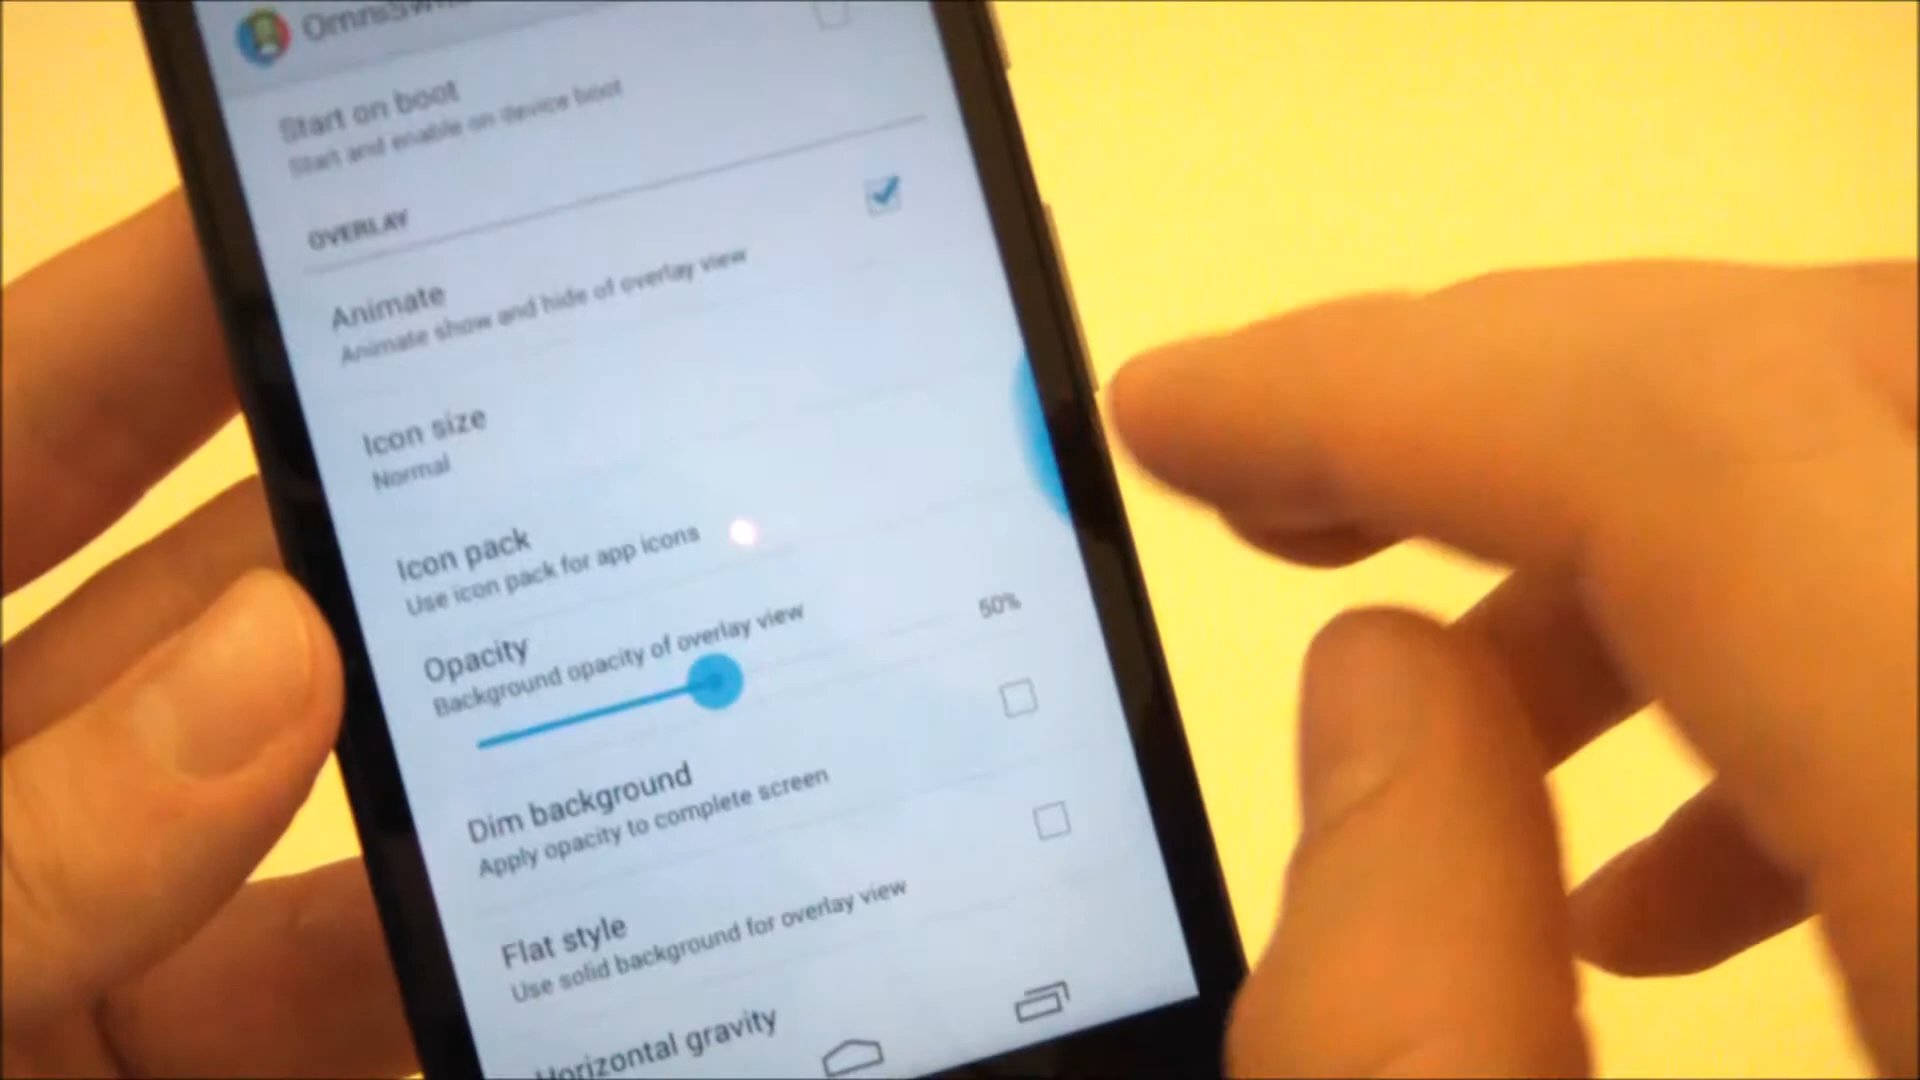 Start on boot
Start and enable on device boot
OVERLAY
Animate
Animate show and hide of overlay view
Icon size
Normal
Icon pack
Use icon pack for app icons
Opacity
Background opacity of overlay view
50%
Dim background
Apply opacity to complete screen
Flat style
Use solid background for overlay view
Horizontal gravity